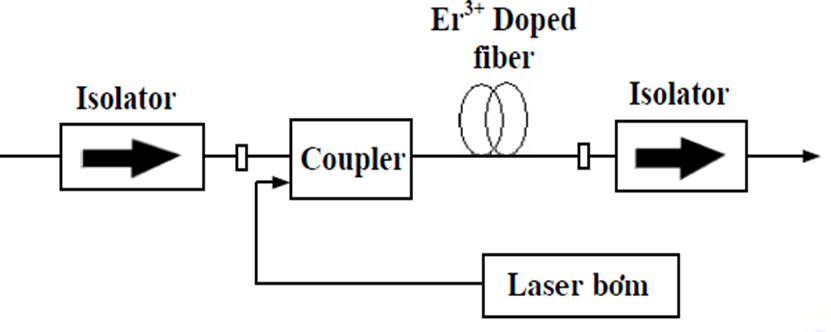 Er³⁺ Doped
fiber
Isolator
Isolator
Coupler
Laser bơm